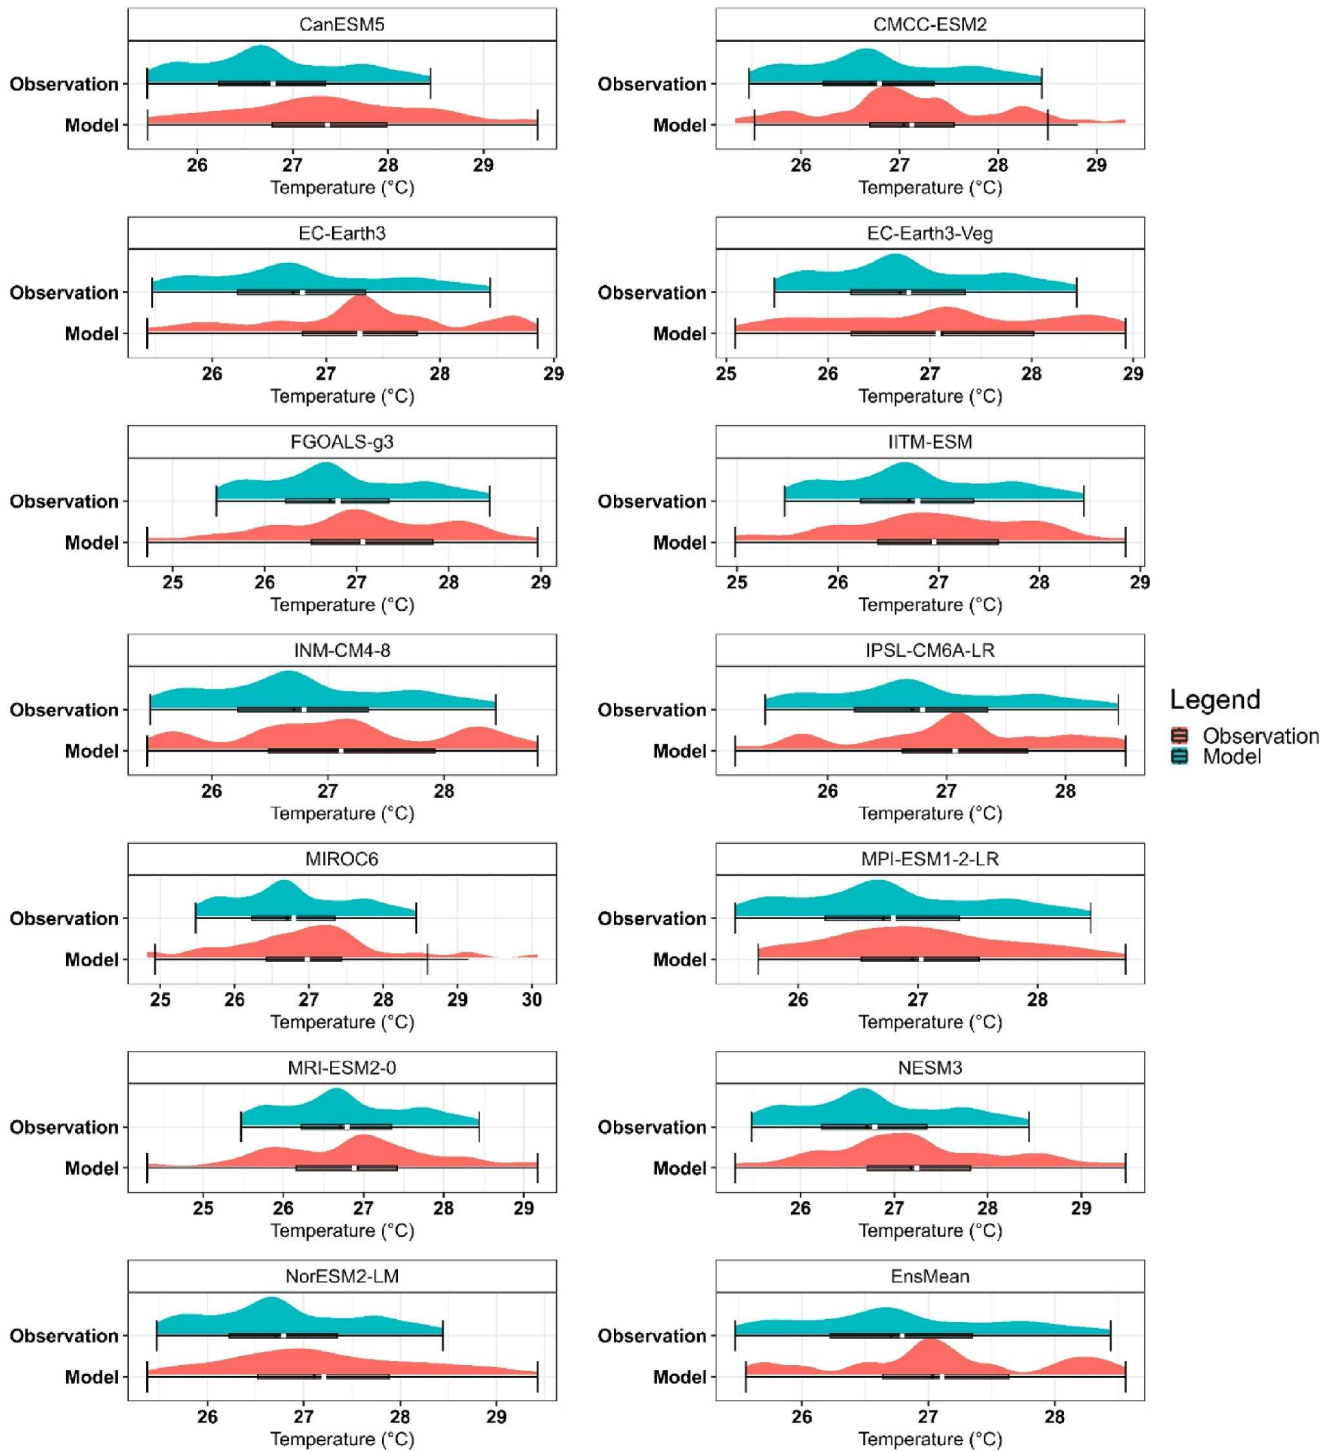 CanESM5
Observation
Model
26 27 28 29
Temperature (°C)
CMCC-ESM2
Observation
Model
26 27 28 29
Temperature (°C)
EC-Earth3
Observation
Model
26 27 28 29
Temperature (°C)
EC-Earth3-Veg
Observation
Model
25 26 27 28 29
Temperature (°C)
FGOALS-g3
Observation
Model
25 26 27 28 29
Temperature (°C)
IITM-ESM
Observation
Model
25 26 27 28 29
Temperature (°C)
INM-CM4-8
Observation
Model
26 27 28
Temperature (°C)
IPSL-CM6A-LR
Observation
Model
26 27 28
Temperature (°C)
Legend
Observation
Model
MIROC6
Observation
Model
25 26 27 28 29 30
Temperature (°C)
MPI-ESM1-2-LR
Observation
Model
26 27 28
Temperature (°C)
MRI-ESM2-0
Observation
Model
25 26 27 28 29
Temperature (°C)
NESM3
Observation
Model
26 27 28 29
Temperature (°C)
NorESM2-LM
Observation
Model
26 27 28 29
Temperature (°C)
EnsMean
Observation
Model
26 27 28
Temperature (°C)